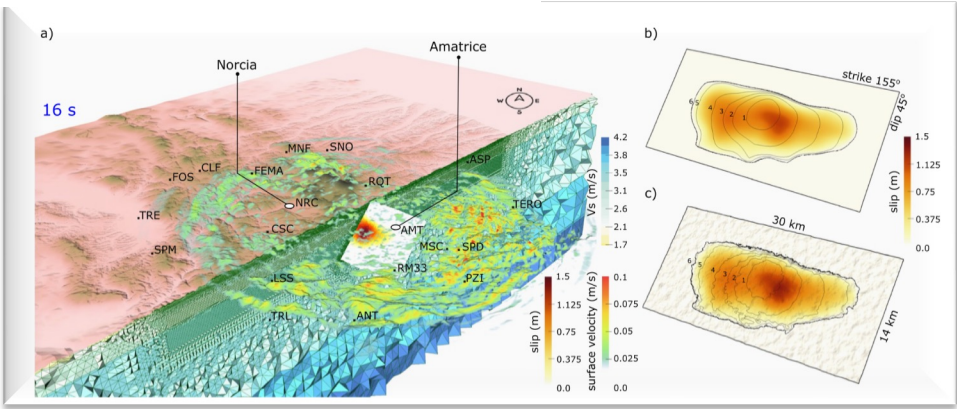 a)
Norcia
Amatrice
16 s
N
W E
S
MNF
SNO
CLF
FEMA
FOS
RQT
ASP
NRC
TRE
TERO
CSC
AMT
SPM
MSC
SPD
RM33
LSS
PZI
TRL
ANT
4.2
3.8
3.5
3.1
2.6
2.1
1.7
Vs (m/s)
1.5
1.125
0.75
0.375
0.0
slip (m)
0.1
0.075
0.05
0.025
0.0
surface velocity (m/s)
b)
strike 155°
dip 45°
6 5 4 3 2 1
1.5
1.125
0.75
0.375
0.0
slip (m)
c)
30 km
14 km
6 5 4 3 2 1